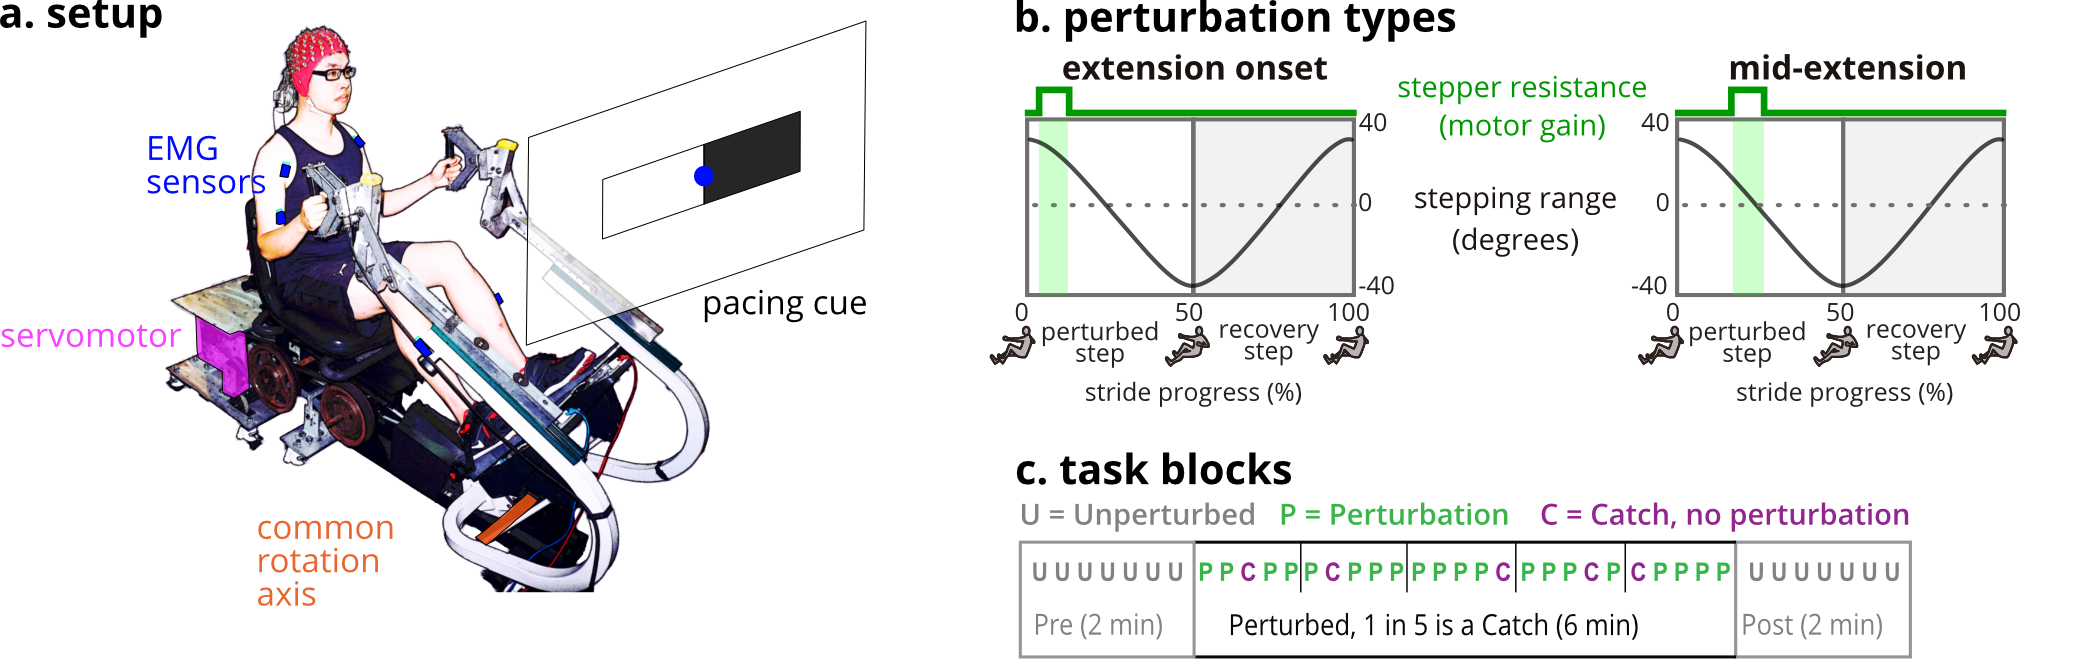 a. setup
EMG
sensors
servomotor
common
rotation
axis
pacing cue
b. perturbation types
extension onset
stepper resistance
(motor gain)
mid-extension
40
0
-40
stepping range
(degrees)
40
0
-40
0
50
100
perturbed
step
recovery
step
stride progress (%)
0
50
100
perturbed
step
recovery
step
stride progress (%)
c. task blocks
U = Unperturbed P = Perturbation C = Catch, no perturbation
U U U U U U U P P C P P P C P P P P P P P C P P P C P C P P P P U U U U U U U
Pre (2 min) Perturbed, 1 in 5 is a Catch (6 min) Post (2 min)